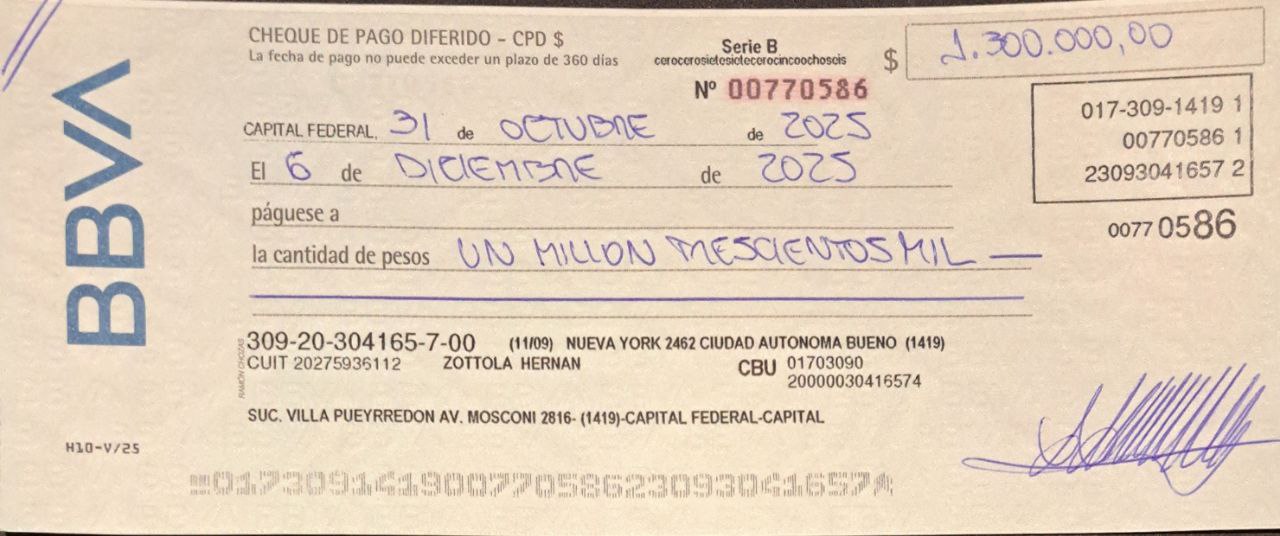 BBVA
CHEQUE DE PAGO DIFERIDO - CPD $
La fecha de pago no puede exceder un plazo de 360 días
Serie B
cerocerosietesietecerocincoochoseis
Nº 00770586
$ 1.300.000,00
017-309-1419 1
00770586 1
23093041657 2
0077 0586
CAPITAL FEDERAL, 31 de OCTUBRE de 2025
El 6 de DICIEMBRE de 2025
páguese a
la cantidad de pesos UN MILLON TRESCIENTOS MIL
309-20-304165-7-00 (11/09) NUEVA YORK 2462 CIUDAD AUTONOMA BUENO (1419)
CUIT 20275936112 ZOTTOLA HERNAN CBU 01703090
20000030416574
RAMÓN CHOZAS
SUC. VILLA PUEYRREDON AV. MOSCONI 2816- (1419)-CAPITAL FEDERAL-CAPITAL
H10-V/25
01730914190077058623093041657